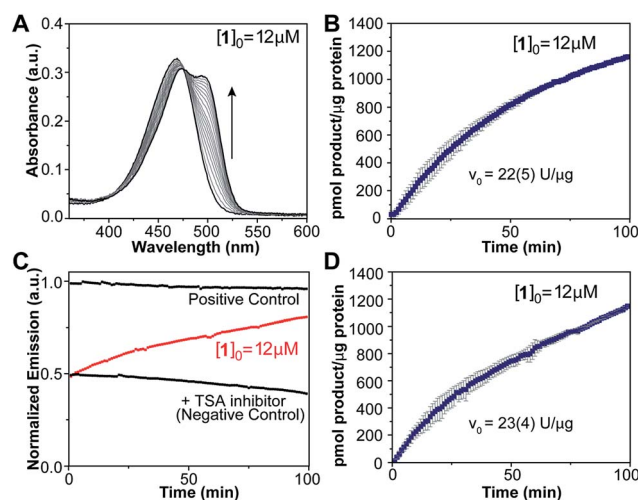 A
[1]₀ = 12μM
Absorbance (a.u.)
0.4
0.3
0.2
0.1
0.0
400 450 500 550 600
Wavelength (nm)
B
[1]₀ = 12μM
pmol product/μg protein
1400
1200
1000
800
600
400
200
0
v₀ = 22(5) U/μg
0 50 100
Time (min)
C
Normalized Emission (a.u.)
1.0
0.5
0.0
Positive Control
[1]₀ = 12μM
+ TSA inhibitor
(Negative Control)
0 50 100
Time (min)
D
[1]₀ = 12μM
pmol product/μg protein
1400
1200
1000
800
600
400
200
0
v₀ = 23(4) U/μg
0 50 100
Time (min)